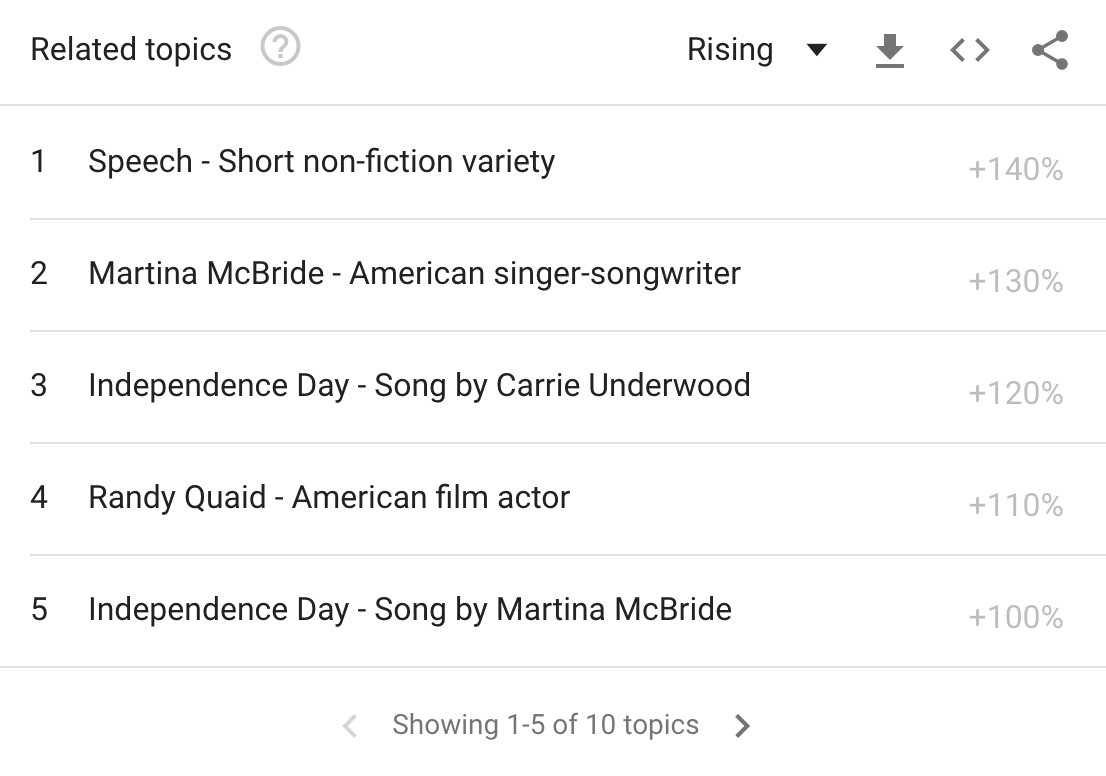 Related topics ? Rising
1 Speech - Short non-fiction variety +140%
2 Martina McBride - American singer-songwriter +130%
3 Independence Day - Song by Carrie Underwood +120%
4 Randy Quaid - American film actor +110%
5 Independence Day - Song by Martina McBride +100%
Showing 1-5 of 10 topics